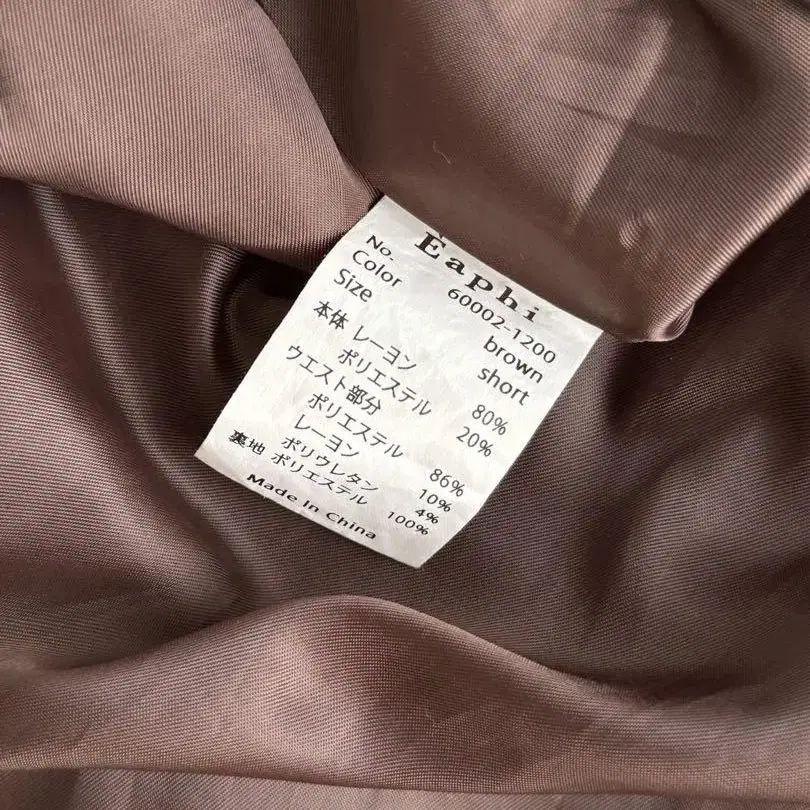 Èaphi
No. 60002-1200
Color brown
Size short
本体 レーヨン 80%
ポリエステル 20%
ウエスト部分
ポリエステル 86%
レーヨン 10%
ポリウレタン 4%
裏地 ポリエステル 100%
Made in China